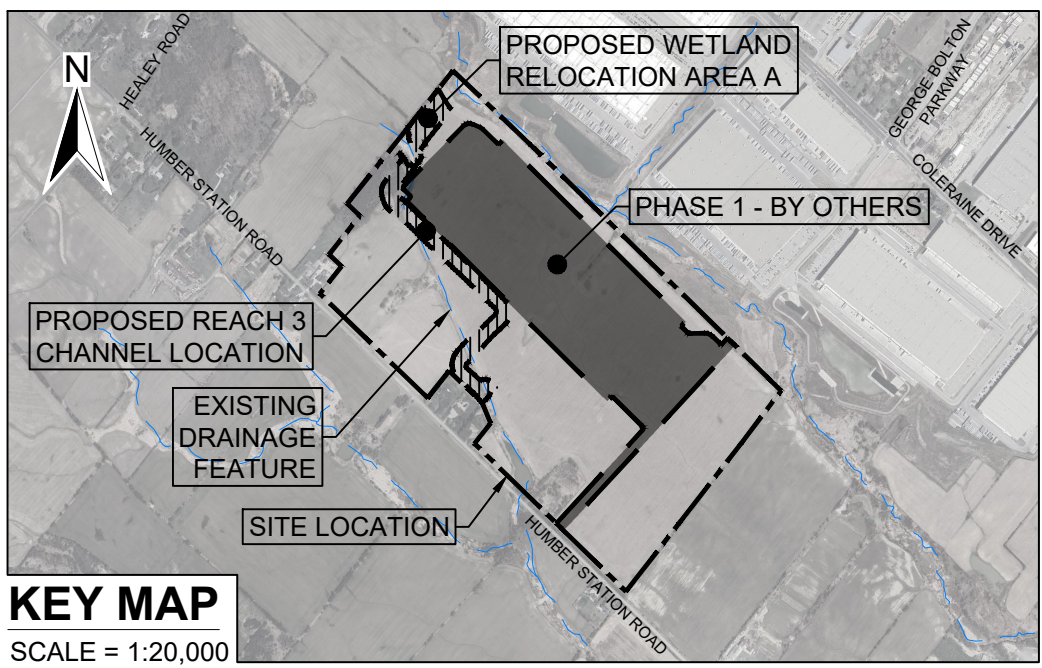 N
HEALEY ROAD
HUMBER STATION ROAD
PROPOSED WETLAND
RELOCATION AREA A
GEORGE BOLTON
PARKWAY
COLERAINE DRIVE
PHASE 1 - BY OTHERS
PROPOSED REACH 3
CHANNEL LOCATION
EXISTING
DRAINAGE
FEATURE
SITE LOCATION
HUMBER STATION ROAD
KEY MAP
SCALE = 1:20,000